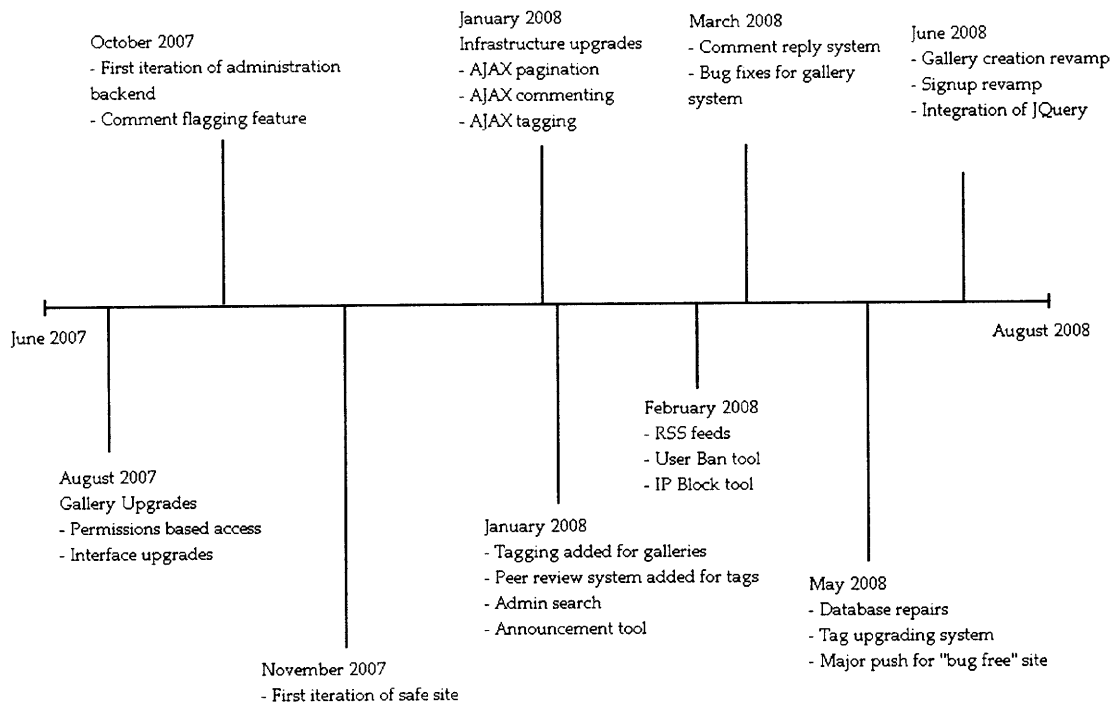 October 2007
- First iteration of administration
backend
- Comment flagging feature
January 2008
Infrastructure upgrades
- AJAX pagination
- AJAX commenting
- AJAX tagging
March 2008
- Comment reply system
- Bug fixes for gallery
system
June 2008
- Gallery creation revamp
- Signup revamp
- Integration of JQuery
June 2007
August 2008
August 2007
Gallery Upgrades
- Permissions based access
- Interface upgrades
November 2007
- First iteration of safe site
January 2008
- Tagging added for galleries
- Peer review system added for tags
- Admin search
- Announcement tool
February 2008
- RSS feeds
- User Ban tool
- IP Block tool
May 2008
- Database repairs
- Tag upgrading system
- Major push for "bug free" site